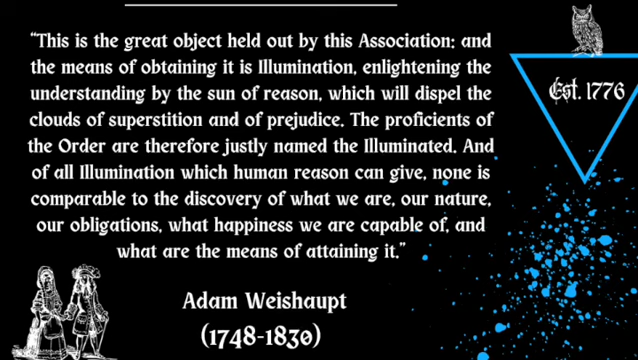 “This is the great object held out by this Association; and
the means of obtaining it is Illumination, enlightening the
understanding by the sun of reason, which will dispel the
clouds of superstition and of prejudice. The proficients of
the Order are therefore justly named the Illuminated. And
of all Illumination which human reason can give, none is
comparable to the discovery of what we are, our nature,
our obligations, what happiness we are capable of, and
what are the means of attaining it.”
Adam Weishaupt
(1748-1830)
Est. 1776